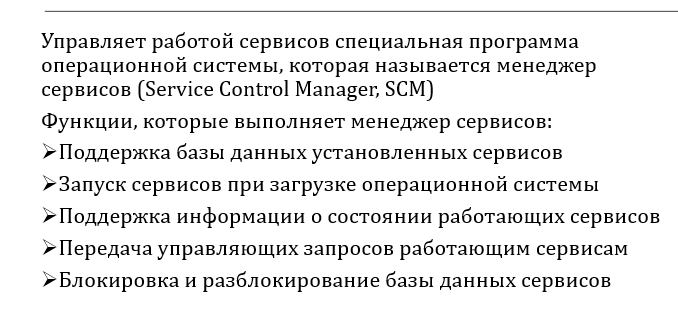 Управляет работой сервисов специальная программа
операционной системы, которая называется менеджер
сервисов (Service Control Manager, SCM)
Функции, которые выполняет менеджер сервисов:
➢Поддержка базы данных установленных сервисов
➢Запуск сервисов при загрузке операционной системы
➢Поддержка информации о состоянии работающих сервисов
➢Передача управляющих запросов работающим сервисам
➢Блокировка и разблокирование базы данных сервисов